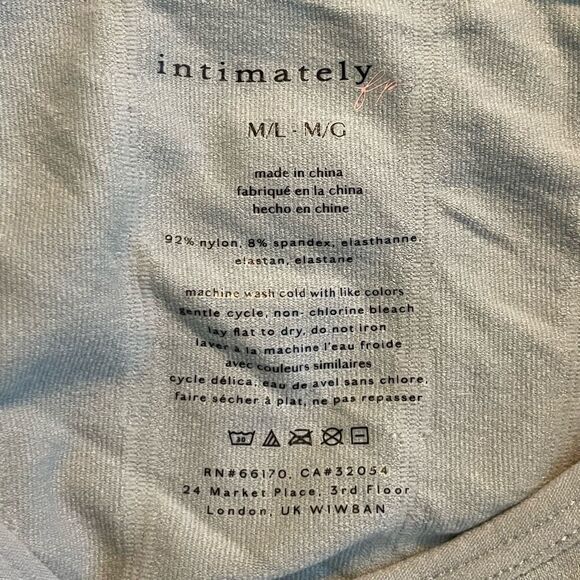 intimately
fp
M/L - M/G
made in china
fabriqué en la china
hecho en chine
92% nylon, 8% spandex, elasthanne,
elastan, elastane
machine wash cold with like colors
gentle cycle, non- chlorine bleach
lay flat to dry, do not iron
laver à la machine l'eau froide
avec couleurs similaires
cycle délica, eau de avel sans chlore,
faire sécher à plat, ne pas repasser
30
RN#66170, CA#32054
24 Market Place, 3rd Floor
London, UK W1W8AN